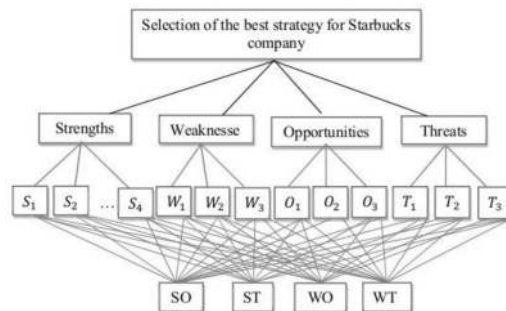 Selection of the best strategy for Starbucks
company
Strengths
Weaknesse
Opportunities
Threats
S₁ S₂ ... S₄ W₁ W₂ W₃ O₁ O₂ O₃ T₁ T₂ T₃
SO ST WO WT